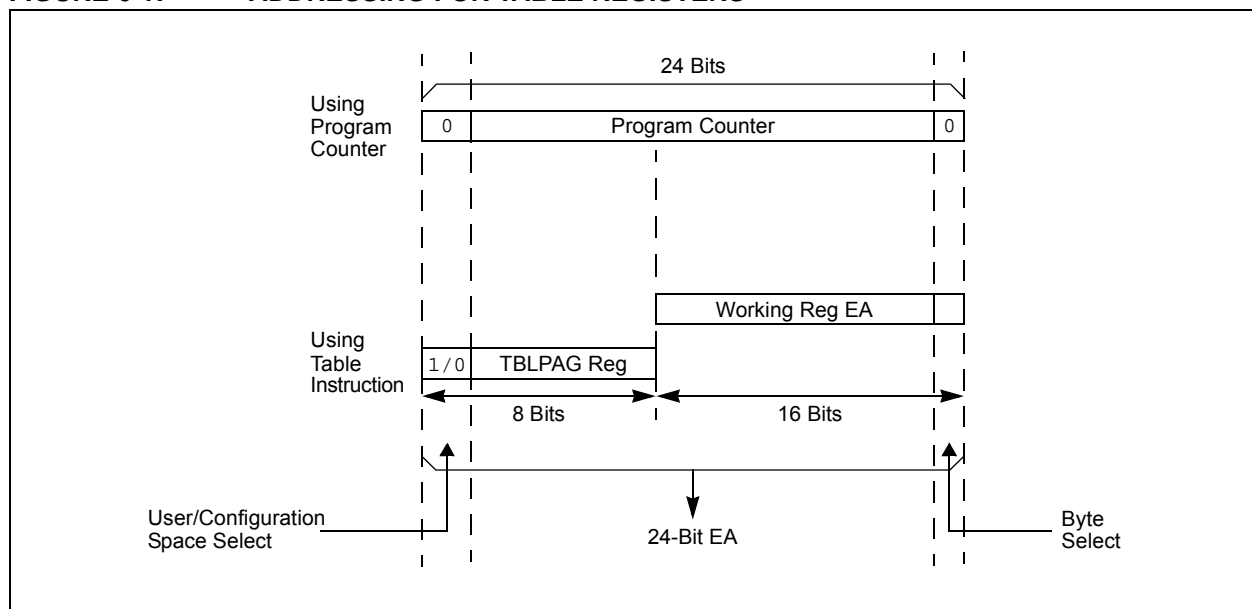 24 Bits
Using
Program
Counter
0
Program Counter
0
Working Reg EA
Using
Table
Instruction
1/0
TBLPAG Reg
8 Bits
16 Bits
User/Configuration
Space Select
24-Bit EA
Byte
Select